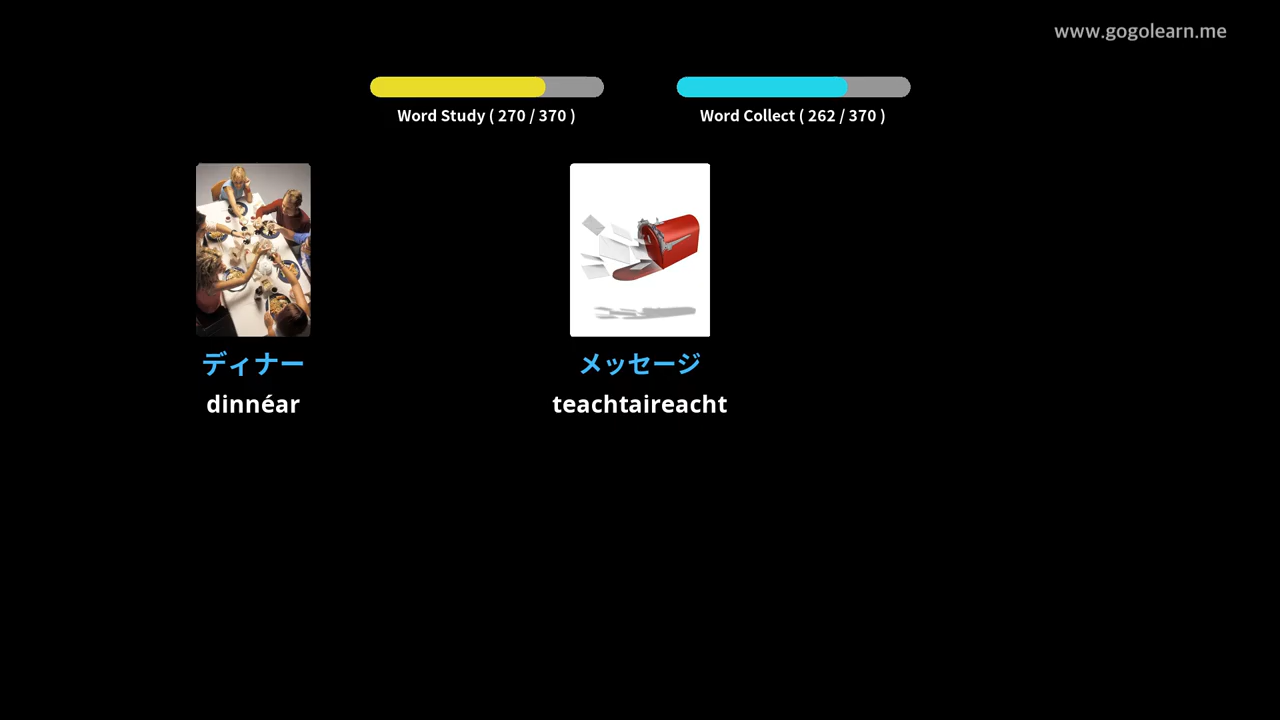 www.gogolearn.me
Word Study ( 270 / 370 )
Word Collect ( 262 / 370 )
ディナー
dinnéar
メッセージ
teachtaireacht